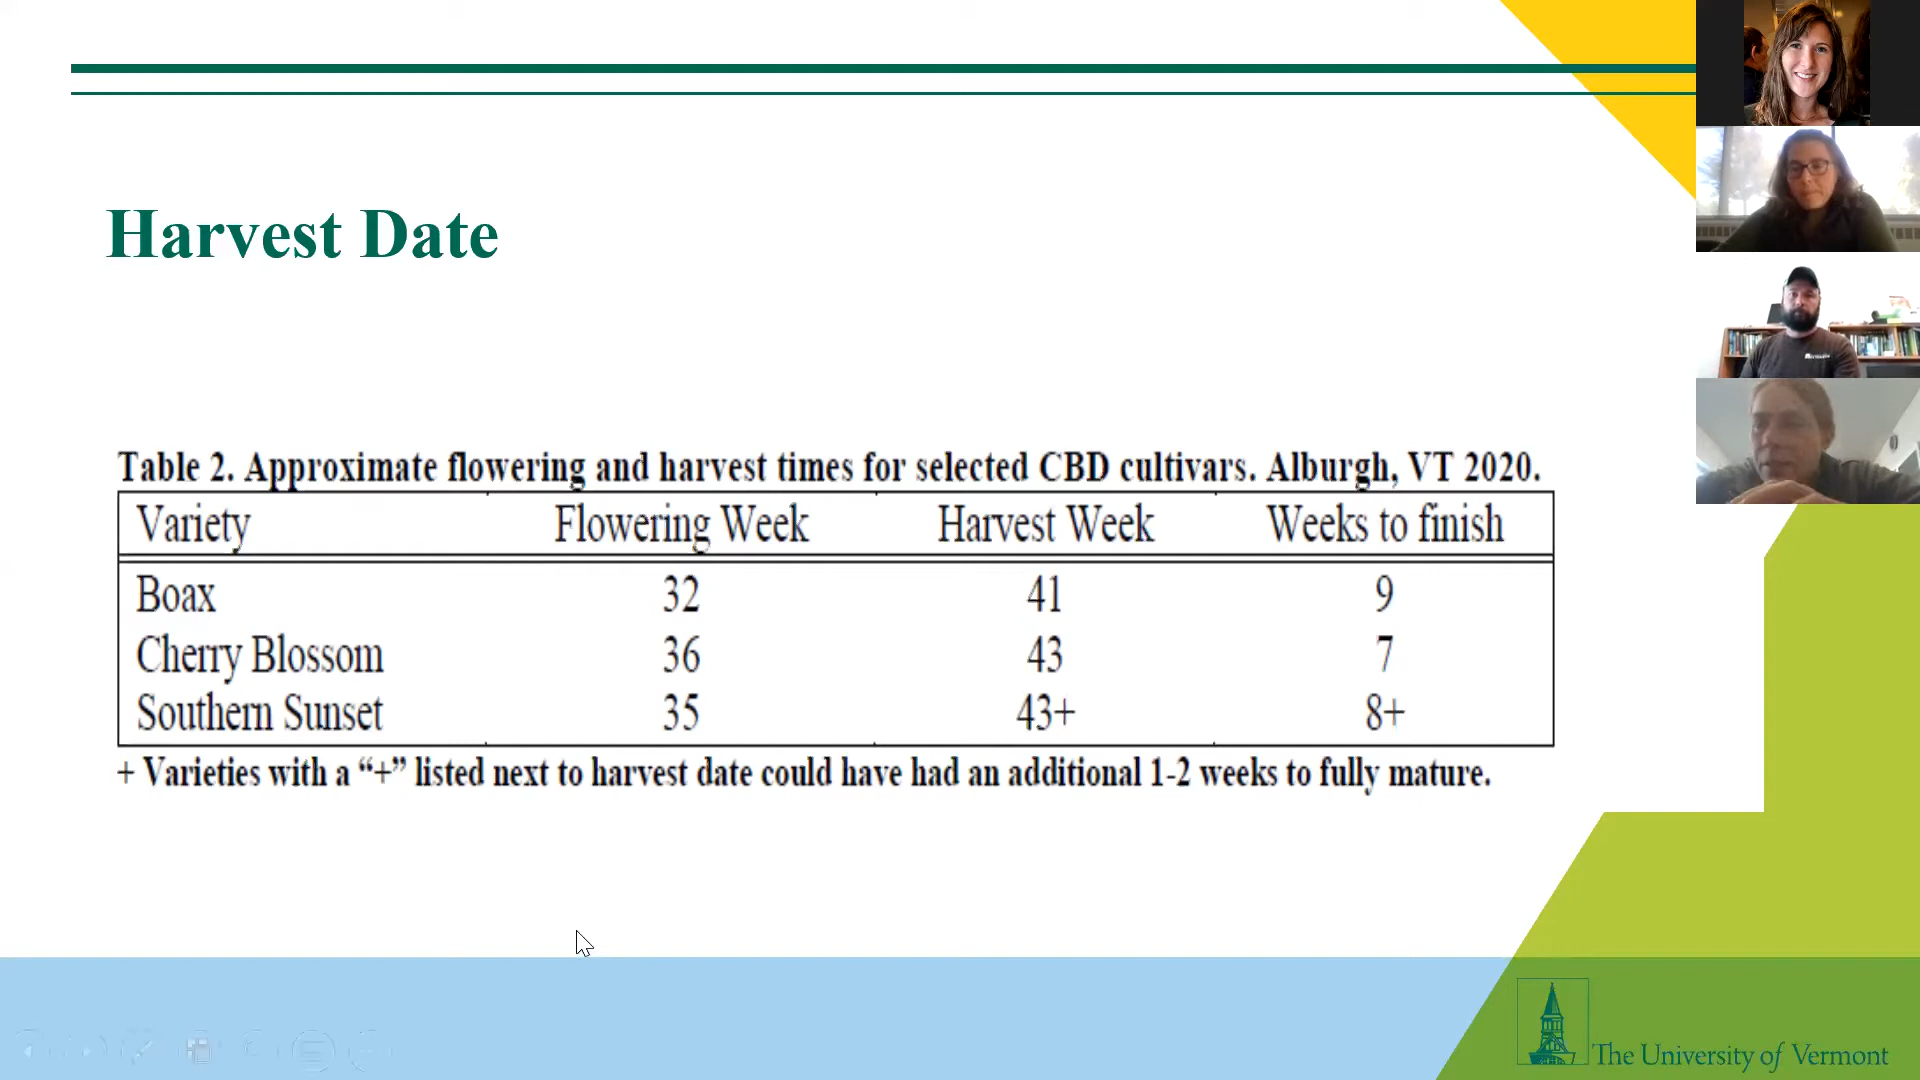 Harvest Date
Table 2. Approximate flowering and harvest times for selected CBD cultivars. Alburgh, VT 2020.
Variety Flowering Week Harvest Week Weeks to finish
Boax 32 41 9
Cherry Blossom 36 43 7
Southern Sunset 35 43+ 8+
+ Varieties with a “+” listed next to harvest date could have had an additional 1-2 weeks to fully mature.
The University of Vermont